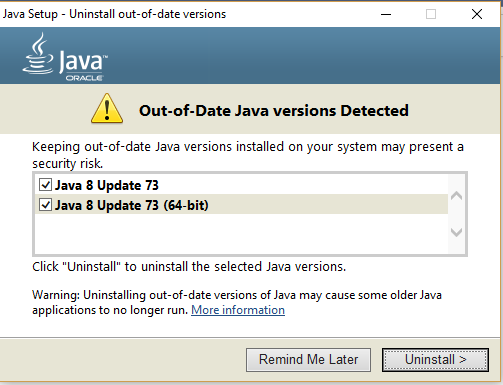 Java Setup - Uninstall out-of-date versions
Java™
ORACLE
Out-of-Date Java versions Detected
Keeping out-of-date Java versions installed on your system may present a
security risk.
Java 8 Update 73
Java 8 Update 73 (64-bit)
Click "Uninstall" to uninstall the selected Java versions.
Warning: Uninstalling out-of-date versions of Java may cause some older Java
applications to no longer run. More information
Remind Me Later
Uninstall >